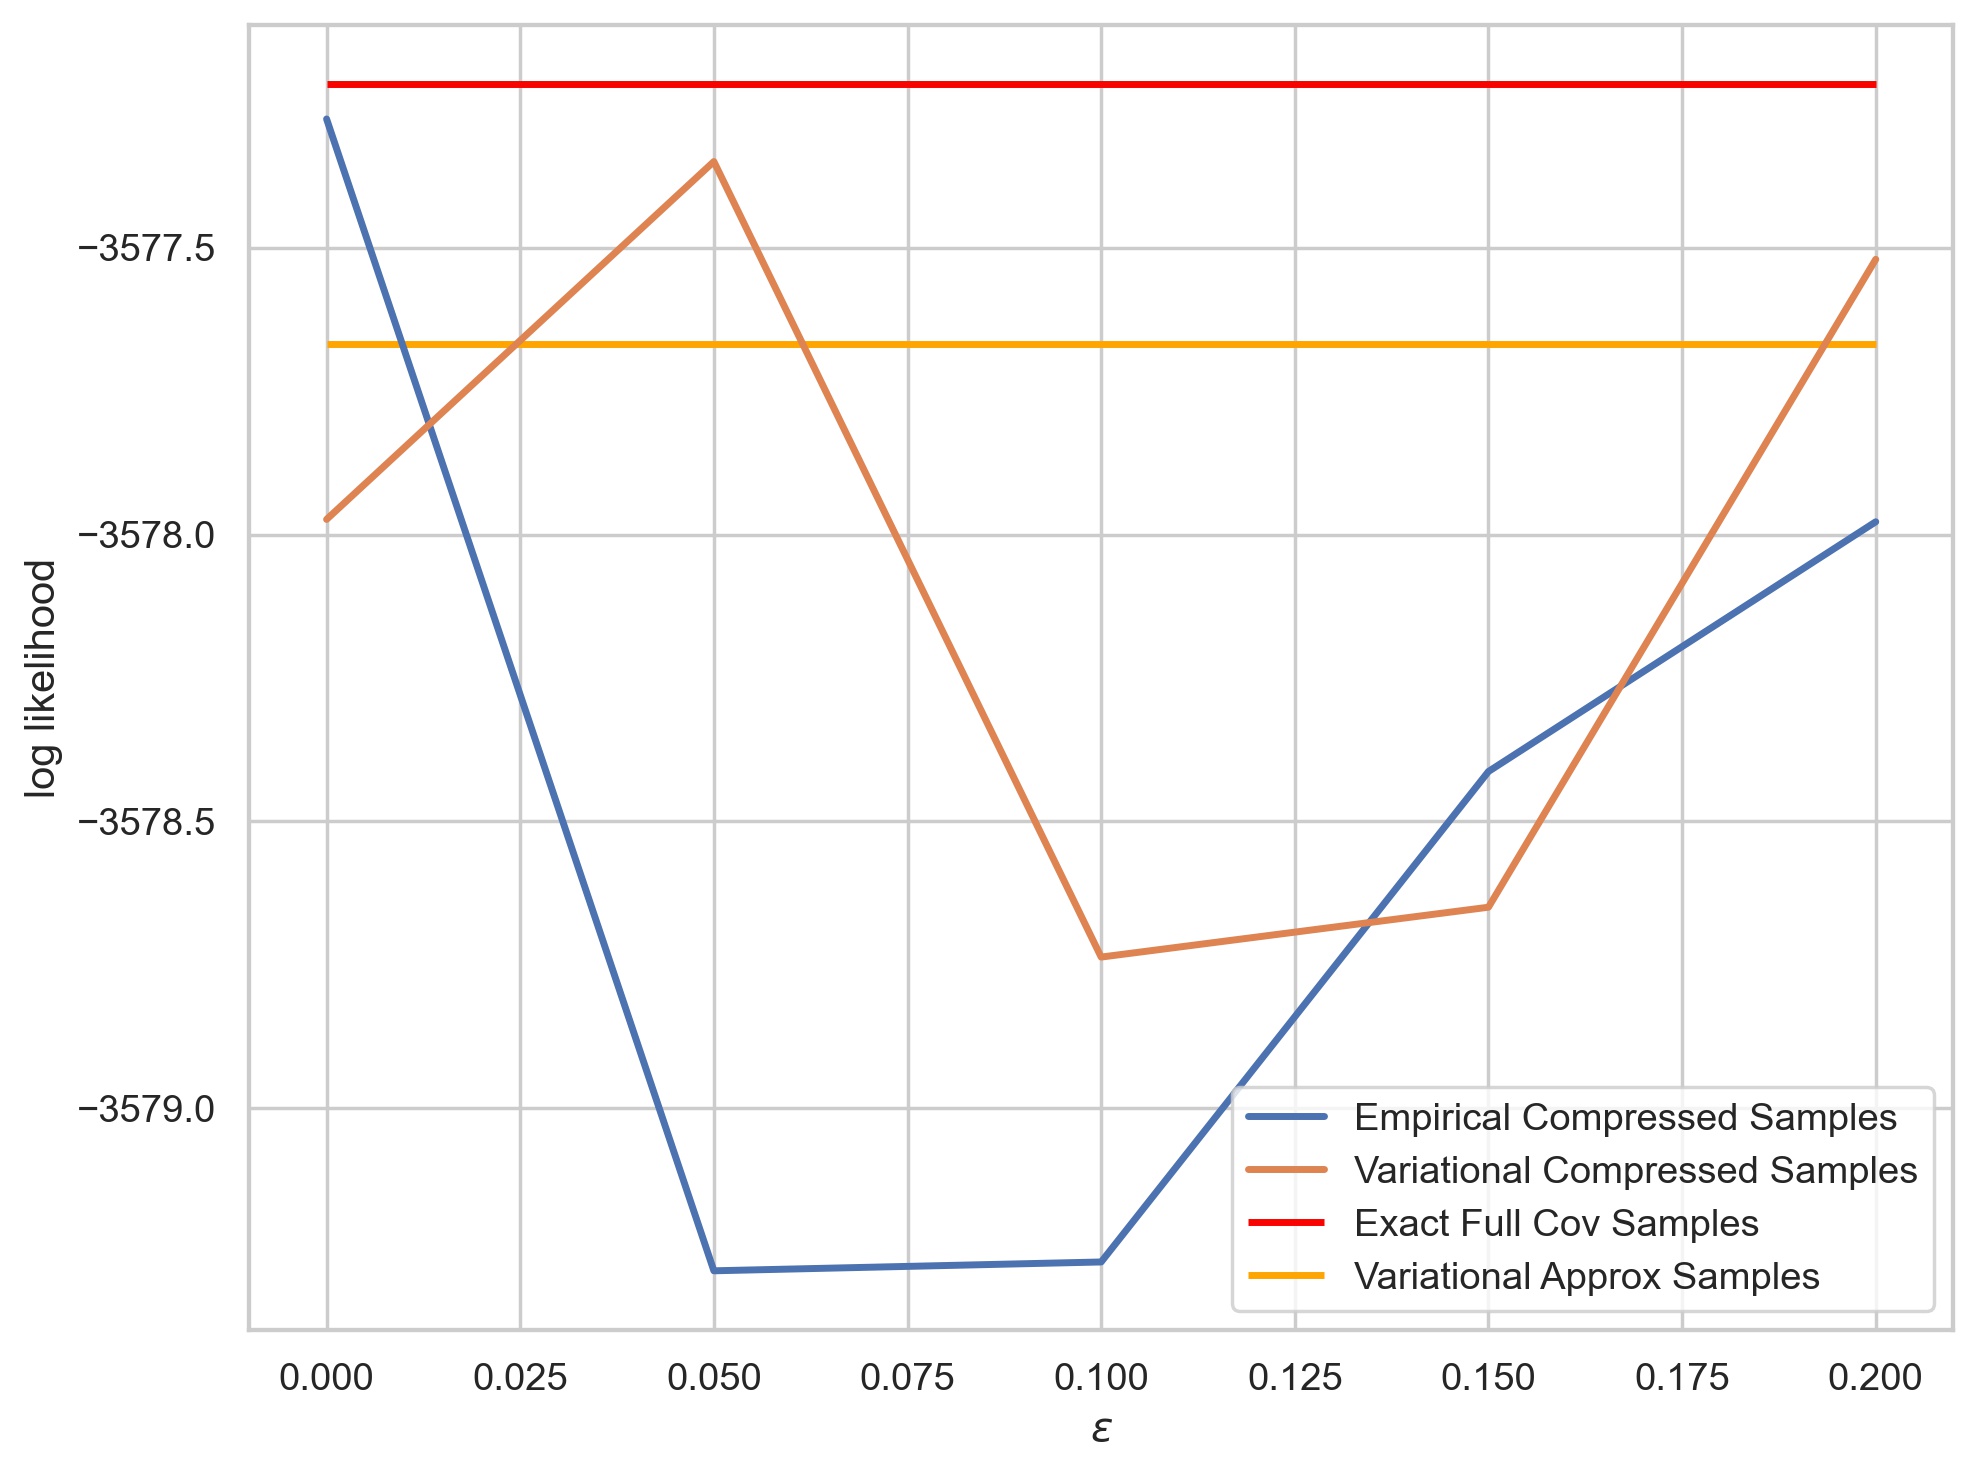 log likelihood
−3577.5
−3578.0
−3578.5
−3579.0
0.000 0.025 0.050 0.075 0.100 0.125 0.150 0.175 0.200
ε
Empirical Compressed Samples
Variational Compressed Samples
Exact Full Cov Samples
Variational Approx Samples